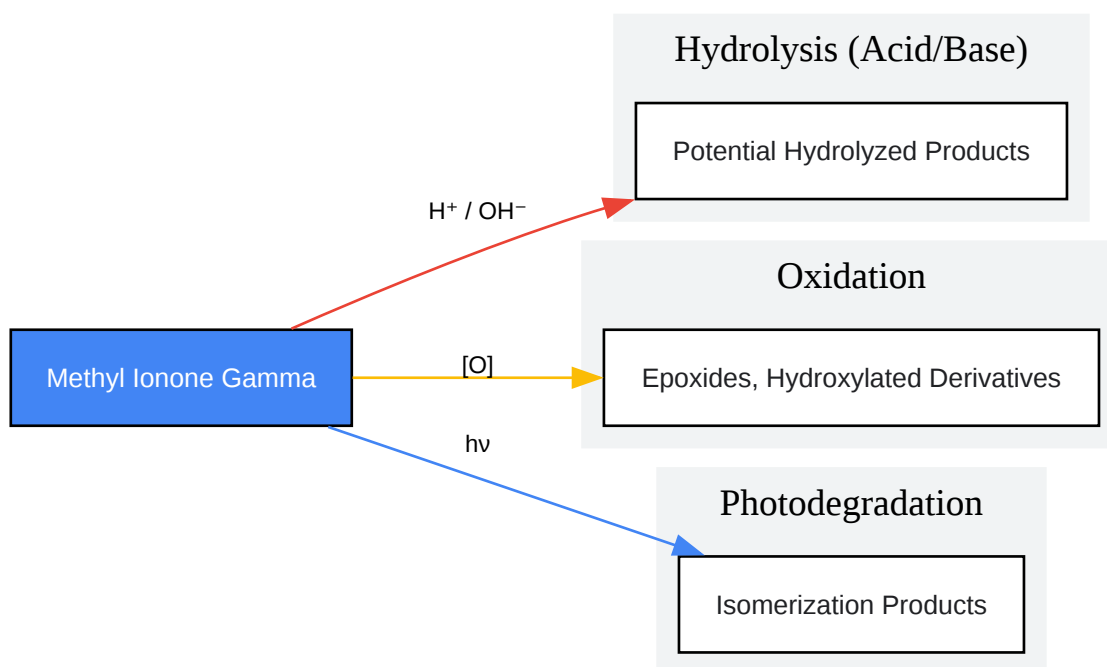 Hydrolysis (Acid/Base)
Potential Hydrolyzed Products
H⁺ / OH⁻
Oxidation
Methyl Ionone Gamma
[O]
Epoxides, Hydroxylated Derivatives
hν
Photodegradation
Isomerization Products